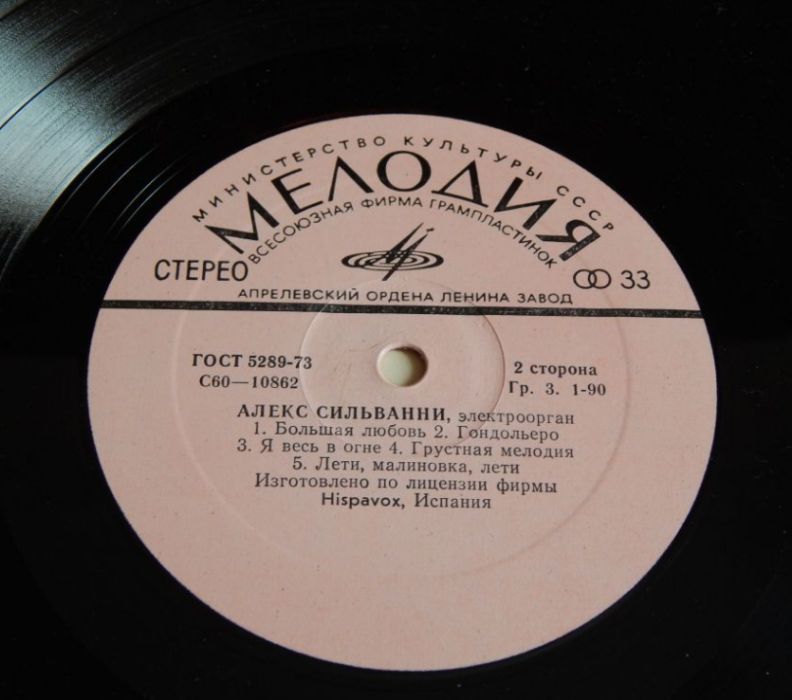 МИНИСТЕРСТВО КУЛЬТУРЫ СССР
МЕЛОДИЯ
ВСЕСОЮЗНАЯ ФИРМА ГРАМПЛАСТИНОК
СТЕРЕО
33
АПРЕЛЕВСКИЙ ОРДЕНА ЛЕНИНА ЗАВОД
ГОСТ 5289-73
С60—10862
2 сторона
Гр. 3. 1-90
АЛЕКС СИЛЬВАННИ, электроорган
1. Большая любовь 2. Гондольеро
3. Я весь в огне 4. Грустная мелодия
5. Лети, малиновка, лети
Изготовлено по лицензии фирмы
Hispavox, Испания